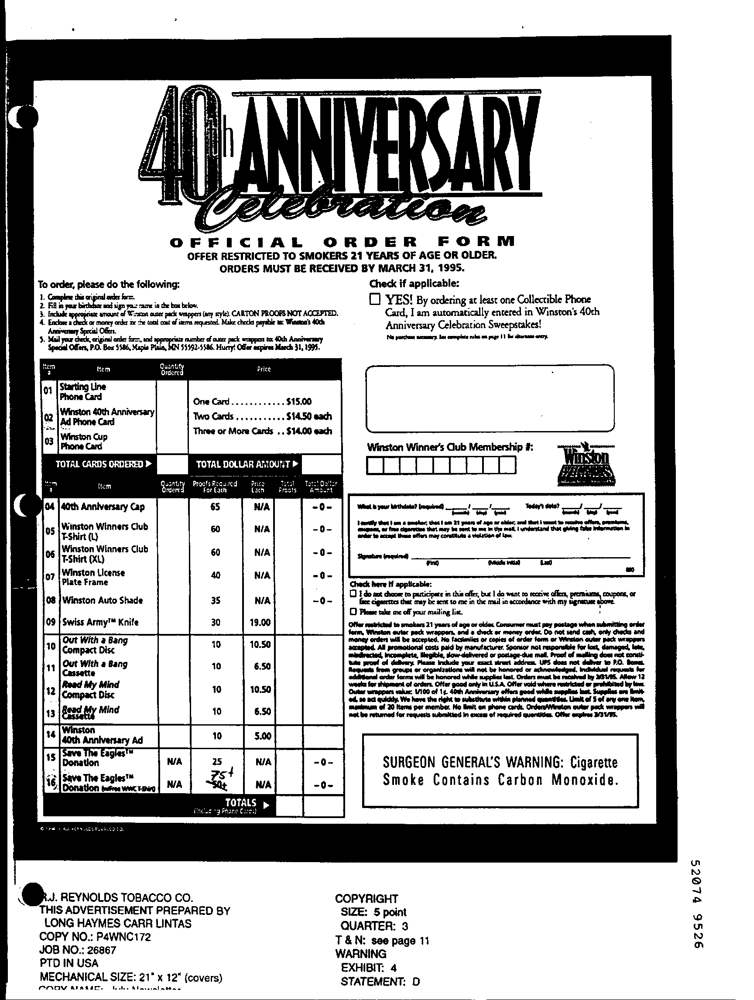 40th ANNIVERSARY
Celebration
OFFICIAL ORDER FORM
OFFER RESTRICTED TO SMOKERS 21 YEARS OF AGE OR OLDER.
ORDERS MUST BE RECEIVED BY MARCH 31, 1995.
To order, please do the following:
1. Complete this original order form.
2. Fill in your birthdate and sign your name in the box below.
3. Include appropriate amount of Winston outer pack wrappers (any style). CARTON PROOFS NOT ACCEPTED.
4. Enclose a check or money order for the total cost of items requested. Make checks payable to: Winston's 40th
Anniversary Special Offers.
5. Mail your check, original order form, and appropriate number of outer pack wrappers to: 40th Anniversary
Special Offers, P.O. Box 5586, Maple Plain, MN 55592-5586. Hurry! Offer expires March 31, 1995.
Check if applicable:
YES! By ordering at least one Collectible Phone
Card, I am automatically entered in Winston's 40th
Anniversary Celebration Sweepstakes!
No purchase necessary. See complete rules on page 11 for alternate entry.
Item # Item Quantity Ordered Price
01 Starting Line Phone Card
02 Winston 40th Anniversary Ad Phone Card
03 Winston Cup Phone Card
One Card ............ $15.00
Two Cards ........... $14.50 each
Three or More Cards .. $14.00 each
TOTAL CARDS ORDERED TOTAL DOLLAR AMOUNT
Winston Winner's Club Membership #:
Winston
WINNERS
Item # Item Quantity Ordered Proofs Required For Each Price Each Total Proofs Total Dollar Amount
04 40th Anniversary Cap 65 N/A -0-
05 Winston Winners Club T-Shirt (L) 60 N/A -0-
06 Winston Winners Club T-Shirt (XL) 60 N/A -0-
07 Winston License Plate Frame 40 N/A -0-
08 Winston Auto Shade 35 N/A -0-
09 Swiss Army™ Knife 30 19.00
10 Out With a Bang Compact Disc 10 10.50
11 Out With a Bang Cassette 10 6.50
12 Read My Mind Compact Disc 10 10.50
13 Read My Mind Cassette 10 6.50
14 Winston 40th Anniversary Ad 10 5.00
15 Save The Eagles™ Donation N/A 25 N/A -0-
16 Save The Eagles™ Donation (w/Free WWC T-Shirt) N/A 75+ 50+ N/A -0-
TOTALS
(Including Phone Cards)
What is your birthdate? (required) __/__/__ Today's date? __/__/__
(month) (day) (year) (month) (day) (year)
I certify that I am a smoker; that I am 21 years of age or older; and that I want to receive offers, premiums,
coupons, or free cigarettes that may be sent to me in the mail. I understand that giving false information in
order to accept these offers may constitute a violation of law.
Signature (required)
(First) (Middle Initial) (Last)
Check here if applicable:
I do not choose to participate in this offer, but I do want to receive offers, premiums, coupons, or
free cigarettes that may be sent to me in the mail in accordance with my signature above.
Please take me off your mailing list.
Offer restricted to smokers 21 years of age or older. Consumer must pay postage when submitting order
form, Winston outer pack wrappers, and a check or money order. Do not send cash, only checks and
money orders will be accepted. No facsimiles or copies of order form or Winston outer pack wrappers
accepted. All promotional costs paid by manufacturer. Sponsor not responsible for lost, damaged, late,
misdirected, incomplete, illegible, slow-delivered or postage-due mail. Proof of mailing does not consti-
tute proof of delivery. Please include your exact street address. UPS does not deliver to P.O. Boxes.
Requests from groups or organizations will not be honored or acknowledged. Individual requests for
additional order forms will be honored while supplies last. Orders must be received by 3/31/95. Allow 12
weeks for shipment of orders. Offer good only in U.S.A. Offer void where restricted or prohibited by law.
Outer wrappers value: 1/100 of 1¢. 40th Anniversary offers good while supplies last. Supplies are limit-
ed, so act quickly. We have the right to substitute within planned quantities. Limit of 5 of any one item,
maximum of 20 items per member. No limit on phone cards. Orders/Winston outer pack wrappers will
not be returned for requests submitted in excess of required quantities. Offer expires 3/31/95.
SURGEON GENERAL'S WARNING: Cigarette
Smoke Contains Carbon Monoxide.
R.J. REYNOLDS TOBACCO CO.
THIS ADVERTISEMENT PREPARED BY
LONG HAYMES CARR LINTAS
COPY NO.: P4WNC172
JOB NO.: 26867
PTD IN USA
MECHANICAL SIZE: 21" x 12" (covers)
COPYRIGHT
SIZE: 5 point
QUARTER: 3
T & N: see page 11
WARNING
EXHIBIT: 4
STATEMENT: D
52074 9526